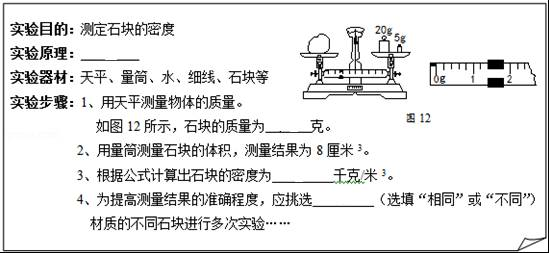 实验目的：测定石块的密度
实验原理：________
实验器材：天平、量筒、水、细线、石块等
实验步骤：1、用天平测量物体的质量。
如图12所示，石块的质量为______克。
2、用量筒测量石块的体积，测量结果为8厘米³。
3、根据公式计算出石块的密度为________千克/米³。
4、为提高测量结果的准确程度，应挑选________（选填“相同”或“不同”）
材质的不同石块进行多次实验……
20g
5g
0g 1 2
图12